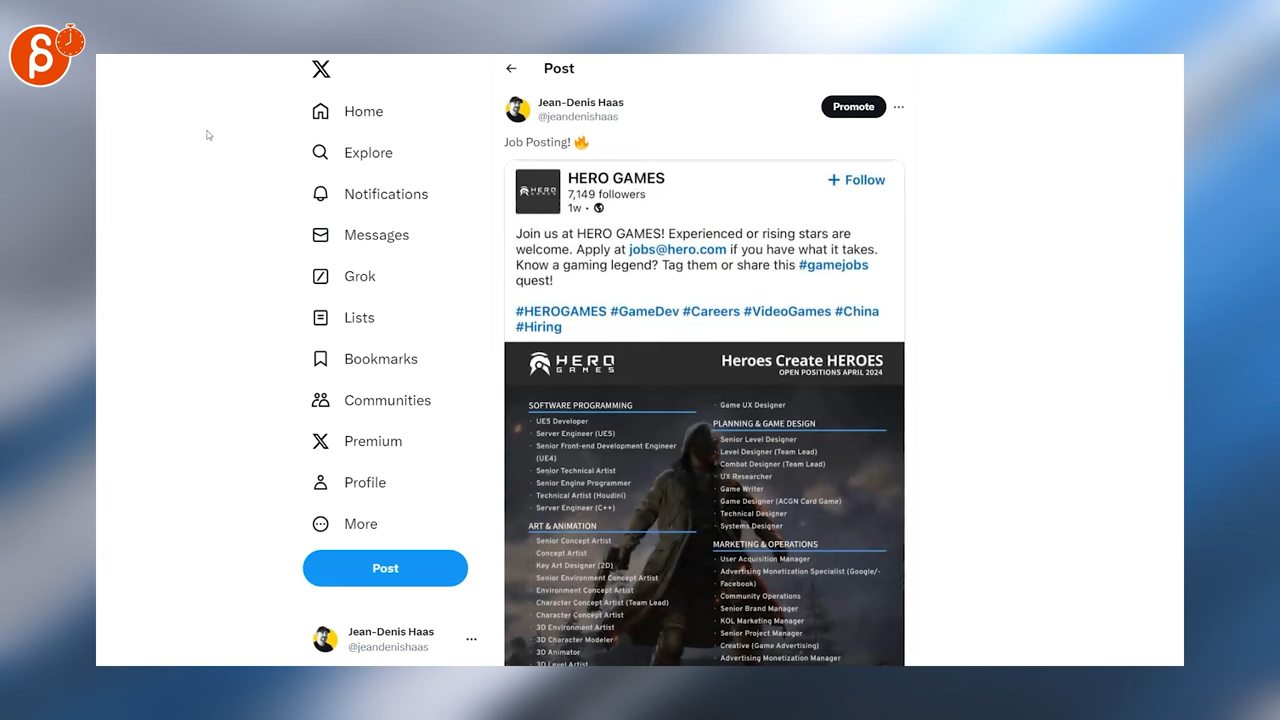 Home
Explore
Notifications
Messages
Grok
Lists
Bookmarks
Communities
Premium
Profile
More
Post
Jean-Denis Haas
@jeandenishaas
Post
Jean-Denis Haas
@jeandenishaas
Promote
Job Posting! 🔥
HERO GAMES
HERO GAMES
7,149 followers
1w •
+ Follow
Join us at HERO GAMES! Experienced or rising stars are
welcome. Apply at jobs@hero.com if you have what it takes.
Know a gaming legend? Tag them or share this #gamejobs
quest!
#HEROGAMES #GameDev #Careers #VideoGames #China
#Hiring
HERO
GAMES
Heroes Create HEROES
OPEN POSITIONS APRIL 2024
SOFTWARE PROGRAMMING
· UE5 Developer
· Server Engineer (UE5)
· Senior Front-end Development Engineer
(UE4)
· Senior Technical Artist
· Senior Engine Programmer
· Technical Artist (Houdini)
· Server Engineer (C++)
ART & ANIMATION
· Senior Concept Artist
· Concept Artist
· Key Art Designer (2D)
· Senior Environment Concept Artist
· Environment Concept Artist
· Character Concept Artist (Team Lead)
· Character Concept Artist
· 3D Environment Artist
· 3D Character Modeler
· 3D Animator
· 3D Level Artist
· Game UX Designer
PLANNING & GAME DESIGN
· Senior Level Designer
· Level Designer (Team Lead)
· Combat Designer (Team Lead)
· UX Researcher
· Game Writer
· Game Designer (ACGN Card Game)
· Technical Designer
· Systems Designer
MARKETING & OPERATIONS
· User Acquisition Manager
· Advertising Monetization Specialist (Google/-
Facebook)
· Community Operations
· Senior Brand Manager
· KOL Marketing Manager
· Senior Project Manager
· Creative (Game Advertising)
· Advertising Monetization Manager